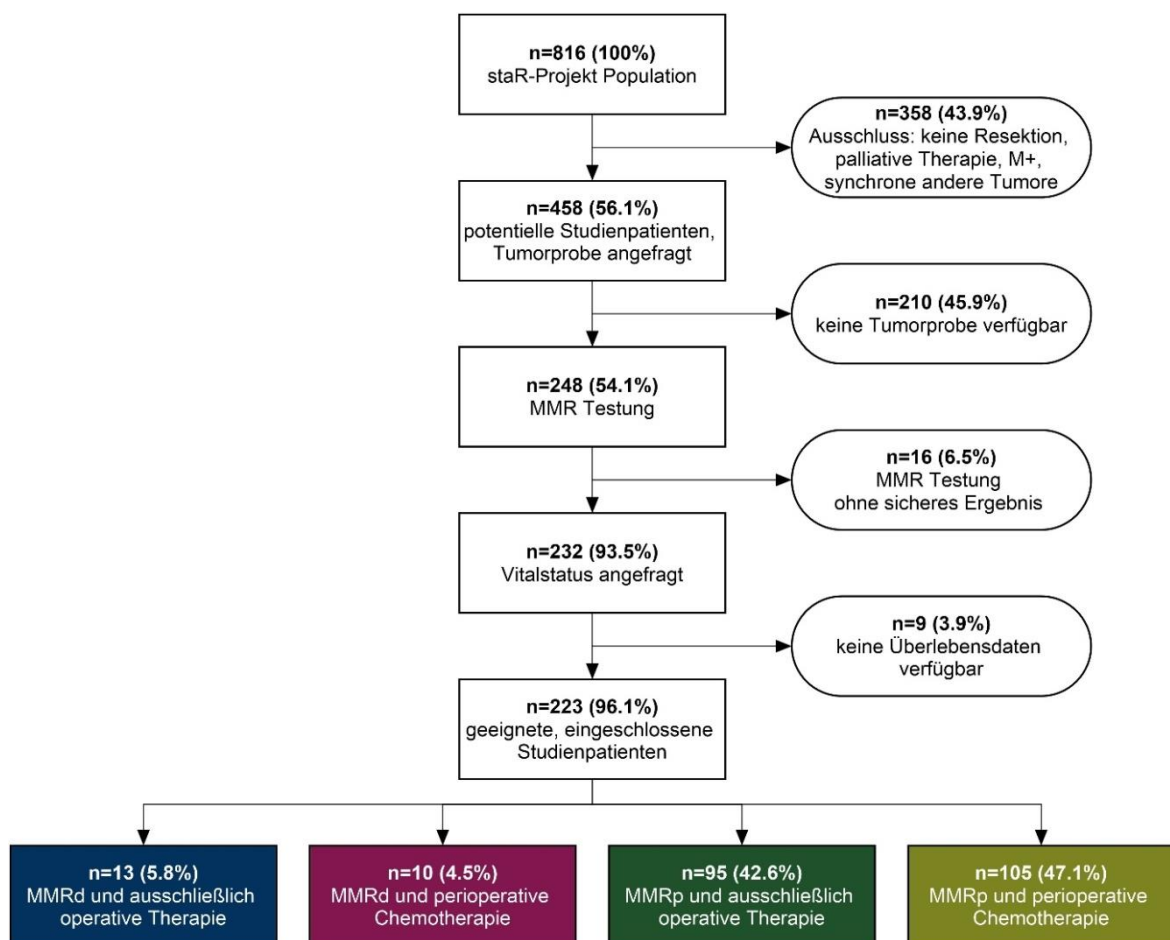 n=816 (100%)
staR-Projekt Population
n=358 (43.9%)
Ausschluss: keine Resektion,
palliative Therapie, M+,
synchrone andere Tumore
n=458 (56.1%)
potentielle Studienpatienten,
Tumorprobe angefragt
n=210 (45.9%)
keine Tumorprobe verfügbar
n=248 (54.1%)
MMR Testung
n=16 (6.5%)
MMR Testung
ohne sicheres Ergebnis
n=232 (93.5%)
Vitalstatus angefragt
n=9 (3.9%)
keine Überlebensdaten
verfügbar
n=223 (96.1%)
geeignete, eingeschlossene
Studienpatienten
n=13 (5.8%)
MMRd und ausschließlich
operative Therapie
n=10 (4.5%)
MMRd und perioperative
Chemotherapie
n=95 (42.6%)
MMRp und ausschließlich
operative Therapie
n=105 (47.1%)
MMRp und perioperative
Chemotherapie